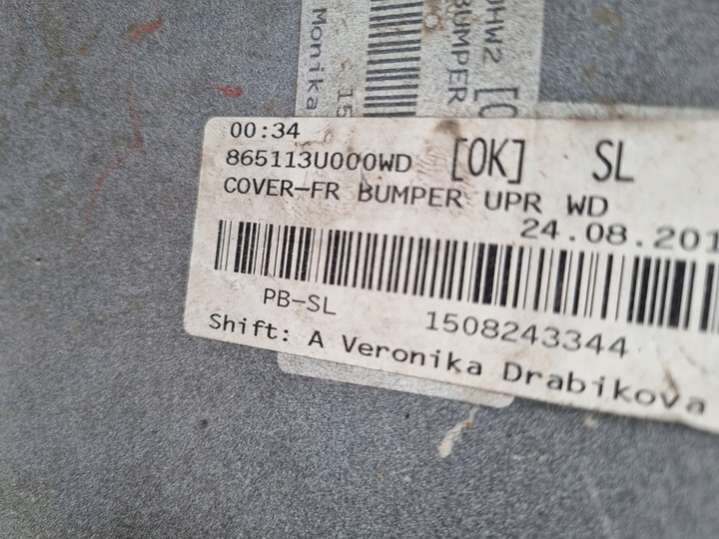 HW2
BUMPER
Monika
00:34
865113U000WD [OK] SL
COVER-FR BUMPER UPR WD
24.08.201
PB-SL 1508243344
Shift: A Veronika Drabikova